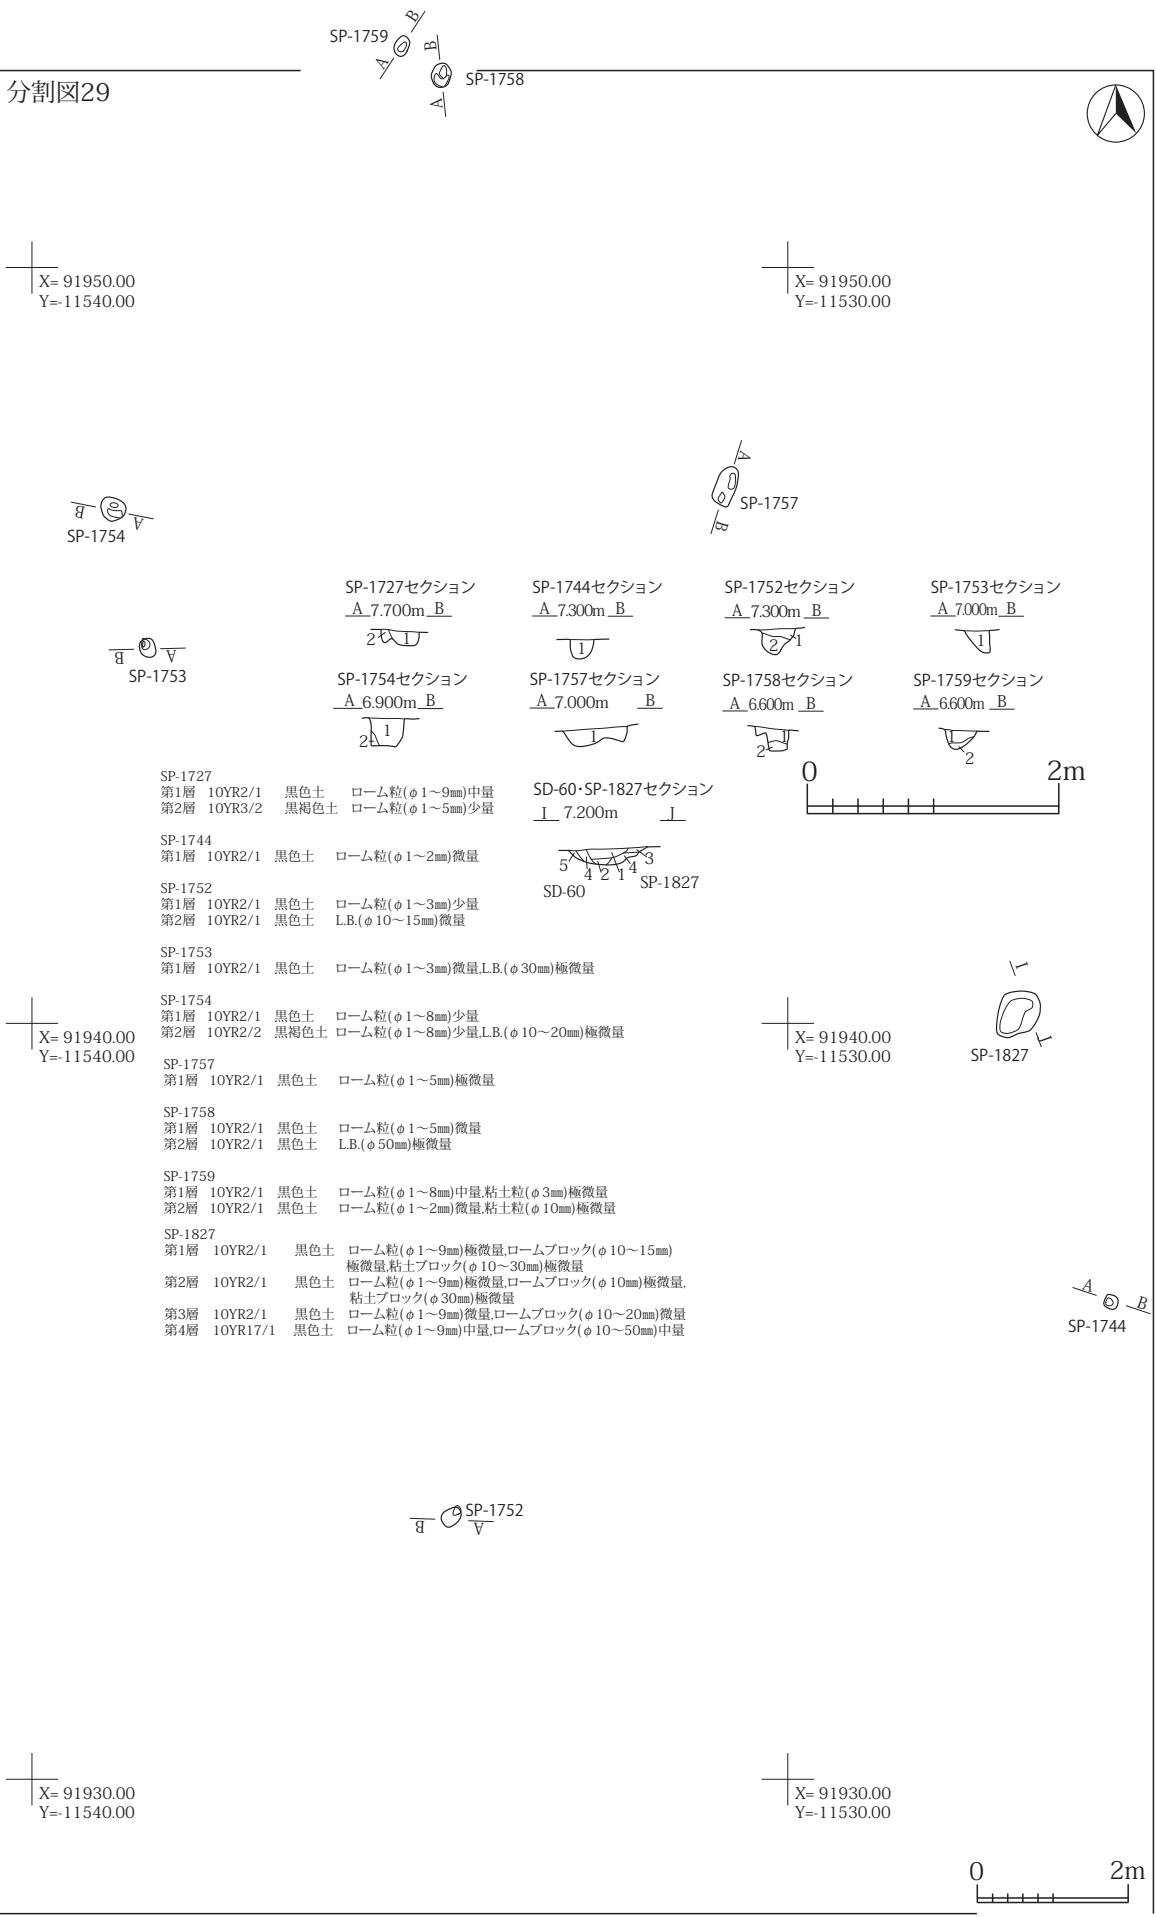 SP-1759
A
B
B
A
SP-1758
分割図29
X= 91950.00
Y=-11540.00
X= 91950.00
Y=-11530.00
B
A
SP-1754
A
B
SP-1757
B
A
SP-1753
SP-1727セクション
A 7.700m B
2 1
SP-1744セクション
A 7.300m B
1
SP-1752セクション
A 7.300m B
2 1
SP-1753セクション
A 7.000m B
1
SP-1754セクション
A 6.900m B
1
2
SP-1757セクション
A 7.000m B
1
SP-1758セクション
A 6.600m B
1
2
SP-1759セクション
A 6.600m B
1
2
0 2m
SD-60・SP-1827セクション
I 7.200m J
5 4 2 1 4 3
SD-60 SP-1827
SP-1727
第1層 10YR2/1 黒色土 ローム粒(φ1～9㎜)中量
第2層 10YR3/2 黒褐色土 ローム粒(φ1～5㎜)少量
SP-1744
第1層 10YR2/1 黒色土 ローム粒(φ1～2㎜)微量
SP-1752
第1層 10YR2/1 黒色土 ローム粒(φ1～3㎜)少量
第2層 10YR2/1 黒色土 L.B.(φ10～15㎜)微量
SP-1753
第1層 10YR2/1 黒色土 ローム粒(φ1～3㎜)微量,L.B.(φ30㎜)極微量
SP-1754
第1層 10YR2/1 黒色土 ローム粒(φ1～8㎜)少量
第2層 10YR2/2 黒褐色土 ローム粒(φ1～8㎜)少量,L.B.(φ10～20㎜)極微量
SP-1757
第1層 10YR2/1 黒色土 ローム粒(φ1～5㎜)極微量
SP-1758
第1層 10YR2/1 黒色土 ローム粒(φ1～5㎜)微量
第2層 10YR2/1 黒色土 L.B.(φ50㎜)極微量
SP-1759
第1層 10YR2/1 黒色土 ローム粒(φ1～8㎜)中量,粘土粒(φ3㎜)極微量
第2層 10YR2/1 黒色土 ローム粒(φ1～2㎜)微量,粘土粒(φ10㎜)極微量
SP-1827
第1層 10YR2/1 黒色土 ローム粒(φ1～9㎜)極微量,ロームブロック(φ10～15㎜)
極微量,粘土ブロック(φ10～30㎜)極微量
第2層 10YR2/1 黒色土 ローム粒(φ1～9㎜)極微量,ロームブロック(φ10㎜)極微量,
粘土ブロック(φ30㎜)極微量
第3層 10YR2/1 黒色土 ローム粒(φ1～9㎜)微量,ロームブロック(φ10～20㎜)微量
第4層 10YR17/1 黒色土 ローム粒(φ1～9㎜)中量,ロームブロック(φ10～50㎜)中量
X= 91940.00
Y=-11540.00
X= 91940.00
Y=-11530.00
I
J
SP-1827
A
B
SP-1744
B
A
SP-1752
X= 91930.00
Y=-11540.00
X= 91930.00
Y=-11530.00
0 2m